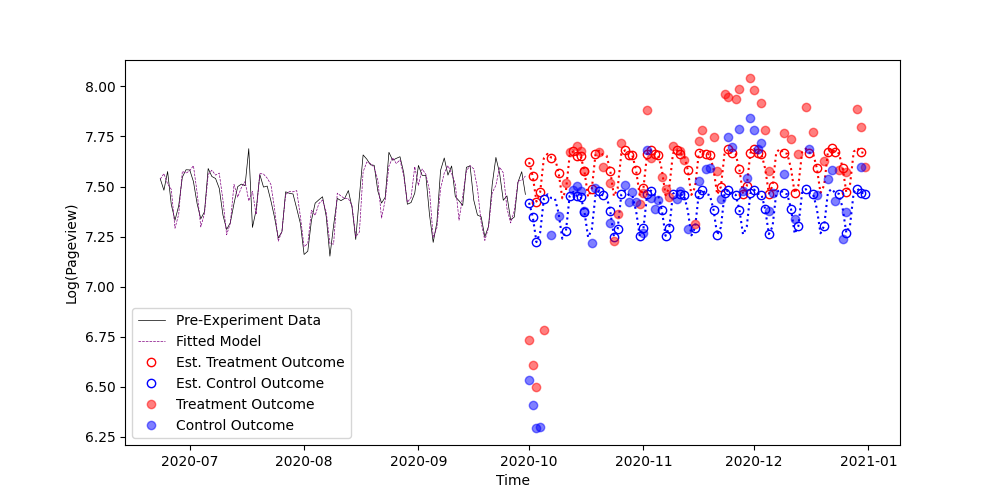 8.00
7.75
7.50
7.25
7.00
6.75
6.50
6.25
Log(Pageview)
Pre-Experiment Data
Fitted Model
Est. Treatment Outcome
Est. Control Outcome
Treatment Outcome
Control Outcome
2020-07 2020-08 2020-09 2020-10 2020-11 2020-12 2021-01
Time